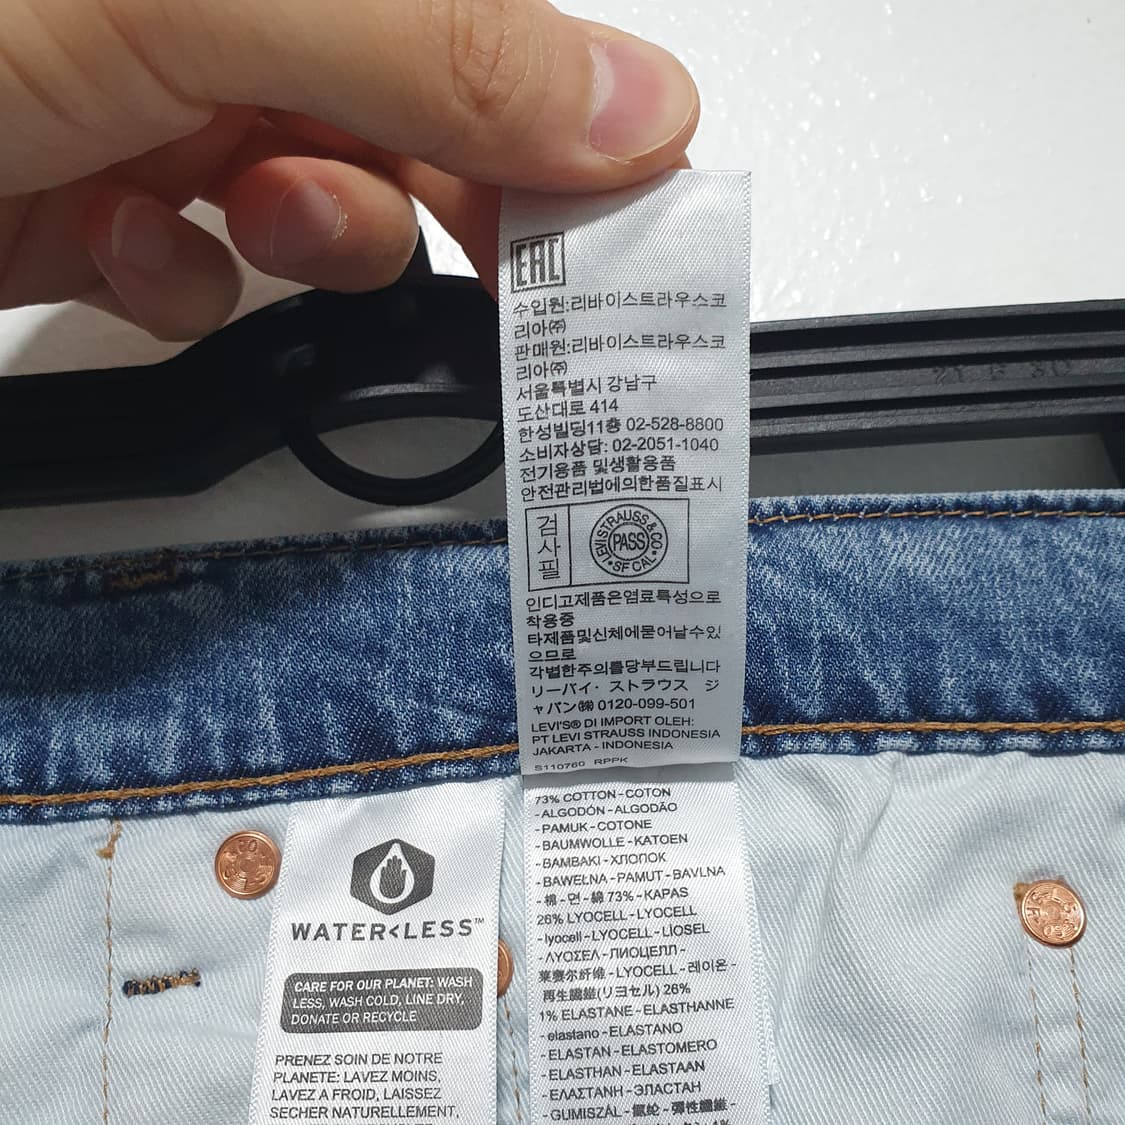 EAC
수입원:리바이스트라우스코
리아㈜
판매원:리바이스트라우스코
리아㈜
서울특별시 강남구
도산대로 414
한성빌딩11층 02-528-8800
소비자상담: 02-2051-1040
전기용품 및생활용품
안전관리법에의한품질표시
검
사
필
LEVI STRAUSS & CO
PASS
SF CAL
인디고제품은염료특성으로
착용중
타제품및신체에묻어날수있
으므로
각별한주의를당부드립니다
リーバイ・ストラウス ジ
ャパン㈱ 0120-099-501
LEVI'S® DI IMPORT OLEH:
PT LEVI STRAUSS INDONESIA
JAKARTA - INDONESIA
S110760 RPPK
73% COTTON - COTON
- ALGODÓN - ALGODÃO
- PAMUK - COTONE
- BAUMWOLLE - KATOEN
- BAMBAKI - ХЛОПОК
- BAWEŁNA - PAMUT - BAVLNA
- 棉 - 면 - 綿 73% - KAPAS
26% LYOCELL - LYOCELL
- lyocell - LYOCELL - LIOSEL
- ΛΥΟΣΕΛ - ЛИОЦЕЛЛ -
莱赛尔纤维 - LYOCELL - 레이온 -
再生繊維(リヨセル) 26%
1% ELASTANE - ELASTHANNE
- elastano - ELASTANO
- ELASTAN - ELASTOMERO
- ELASTHAN - ELASTAAN
- ΕΛΑΣΤΑΝΗ - ЭЛАСТАН
- GUMISZÁL - 氨纶 - 彈性纖維 -
WATER<LESS™
CARE FOR OUR PLANET: WASH
LESS, WASH COLD, LINE DRY,
DONATE OR RECYCLE
PRENEZ SOIN DE NOTRE
PLANETE: LAVEZ MOINS,
LAVEZ A FROID, LAISSEZ
SECHER NATURELLEMENT,